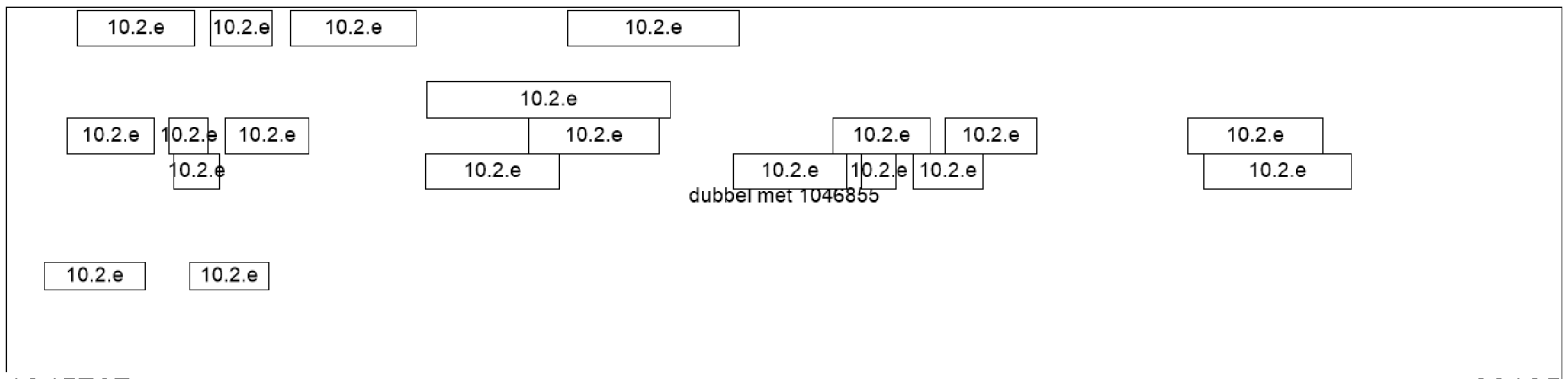 10.2.e 10.2.e 10.2.e 10.2.e
10.2.e
10.2.e 10.2.e 10.2.e 10.2.e 10.2.e 10.2.e 10.2.e
10.2.e 10.2.e 10.2.e 10.2.e 10.2.e 10.2.e
dubbel met 1046855
10.2.e 10.2.e